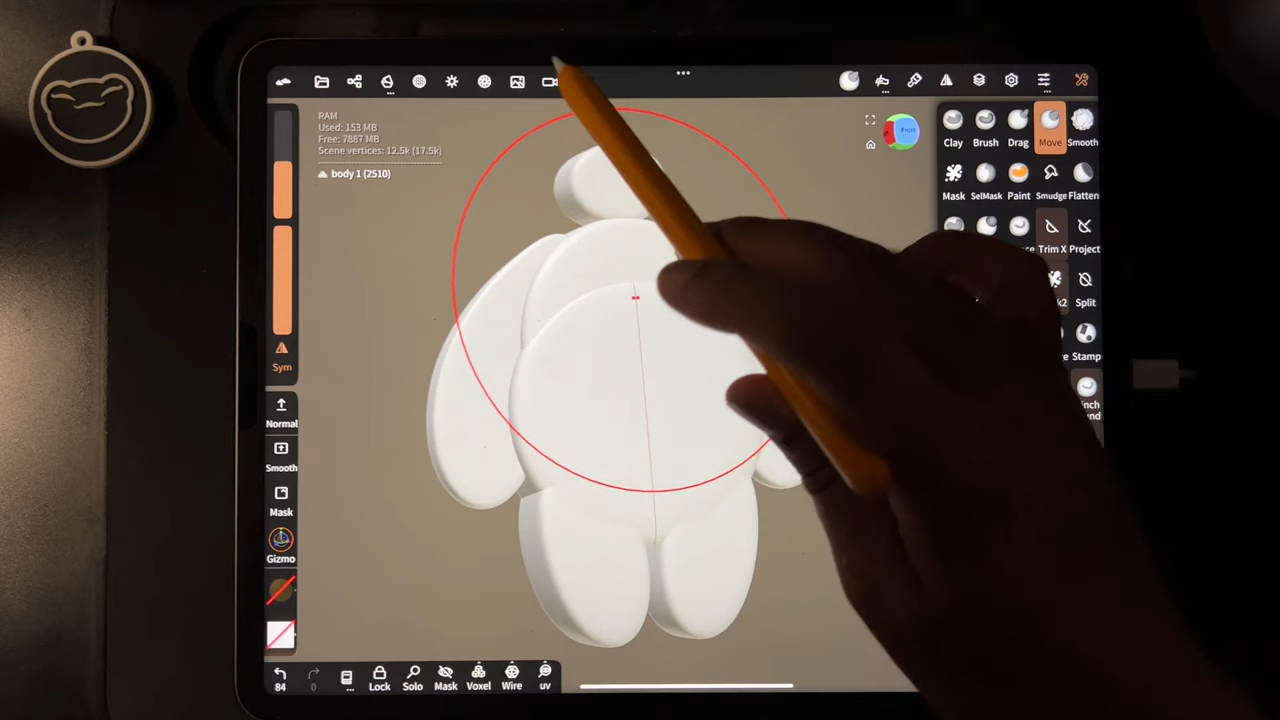 RAM
Used: 153 MB
Free: 7887 MB
Scene vertices: 12.5k (17.5k)
body 1 (2510)
Front
Clay Brush Drag Move Smooth
Mask SelMask Paint Smudge Flatten
Trim X Project
Split
Stamp
Sym
Normal
Smooth
Mask
Gizmo
84 0 Lock Solo Mask Voxel Wire uv